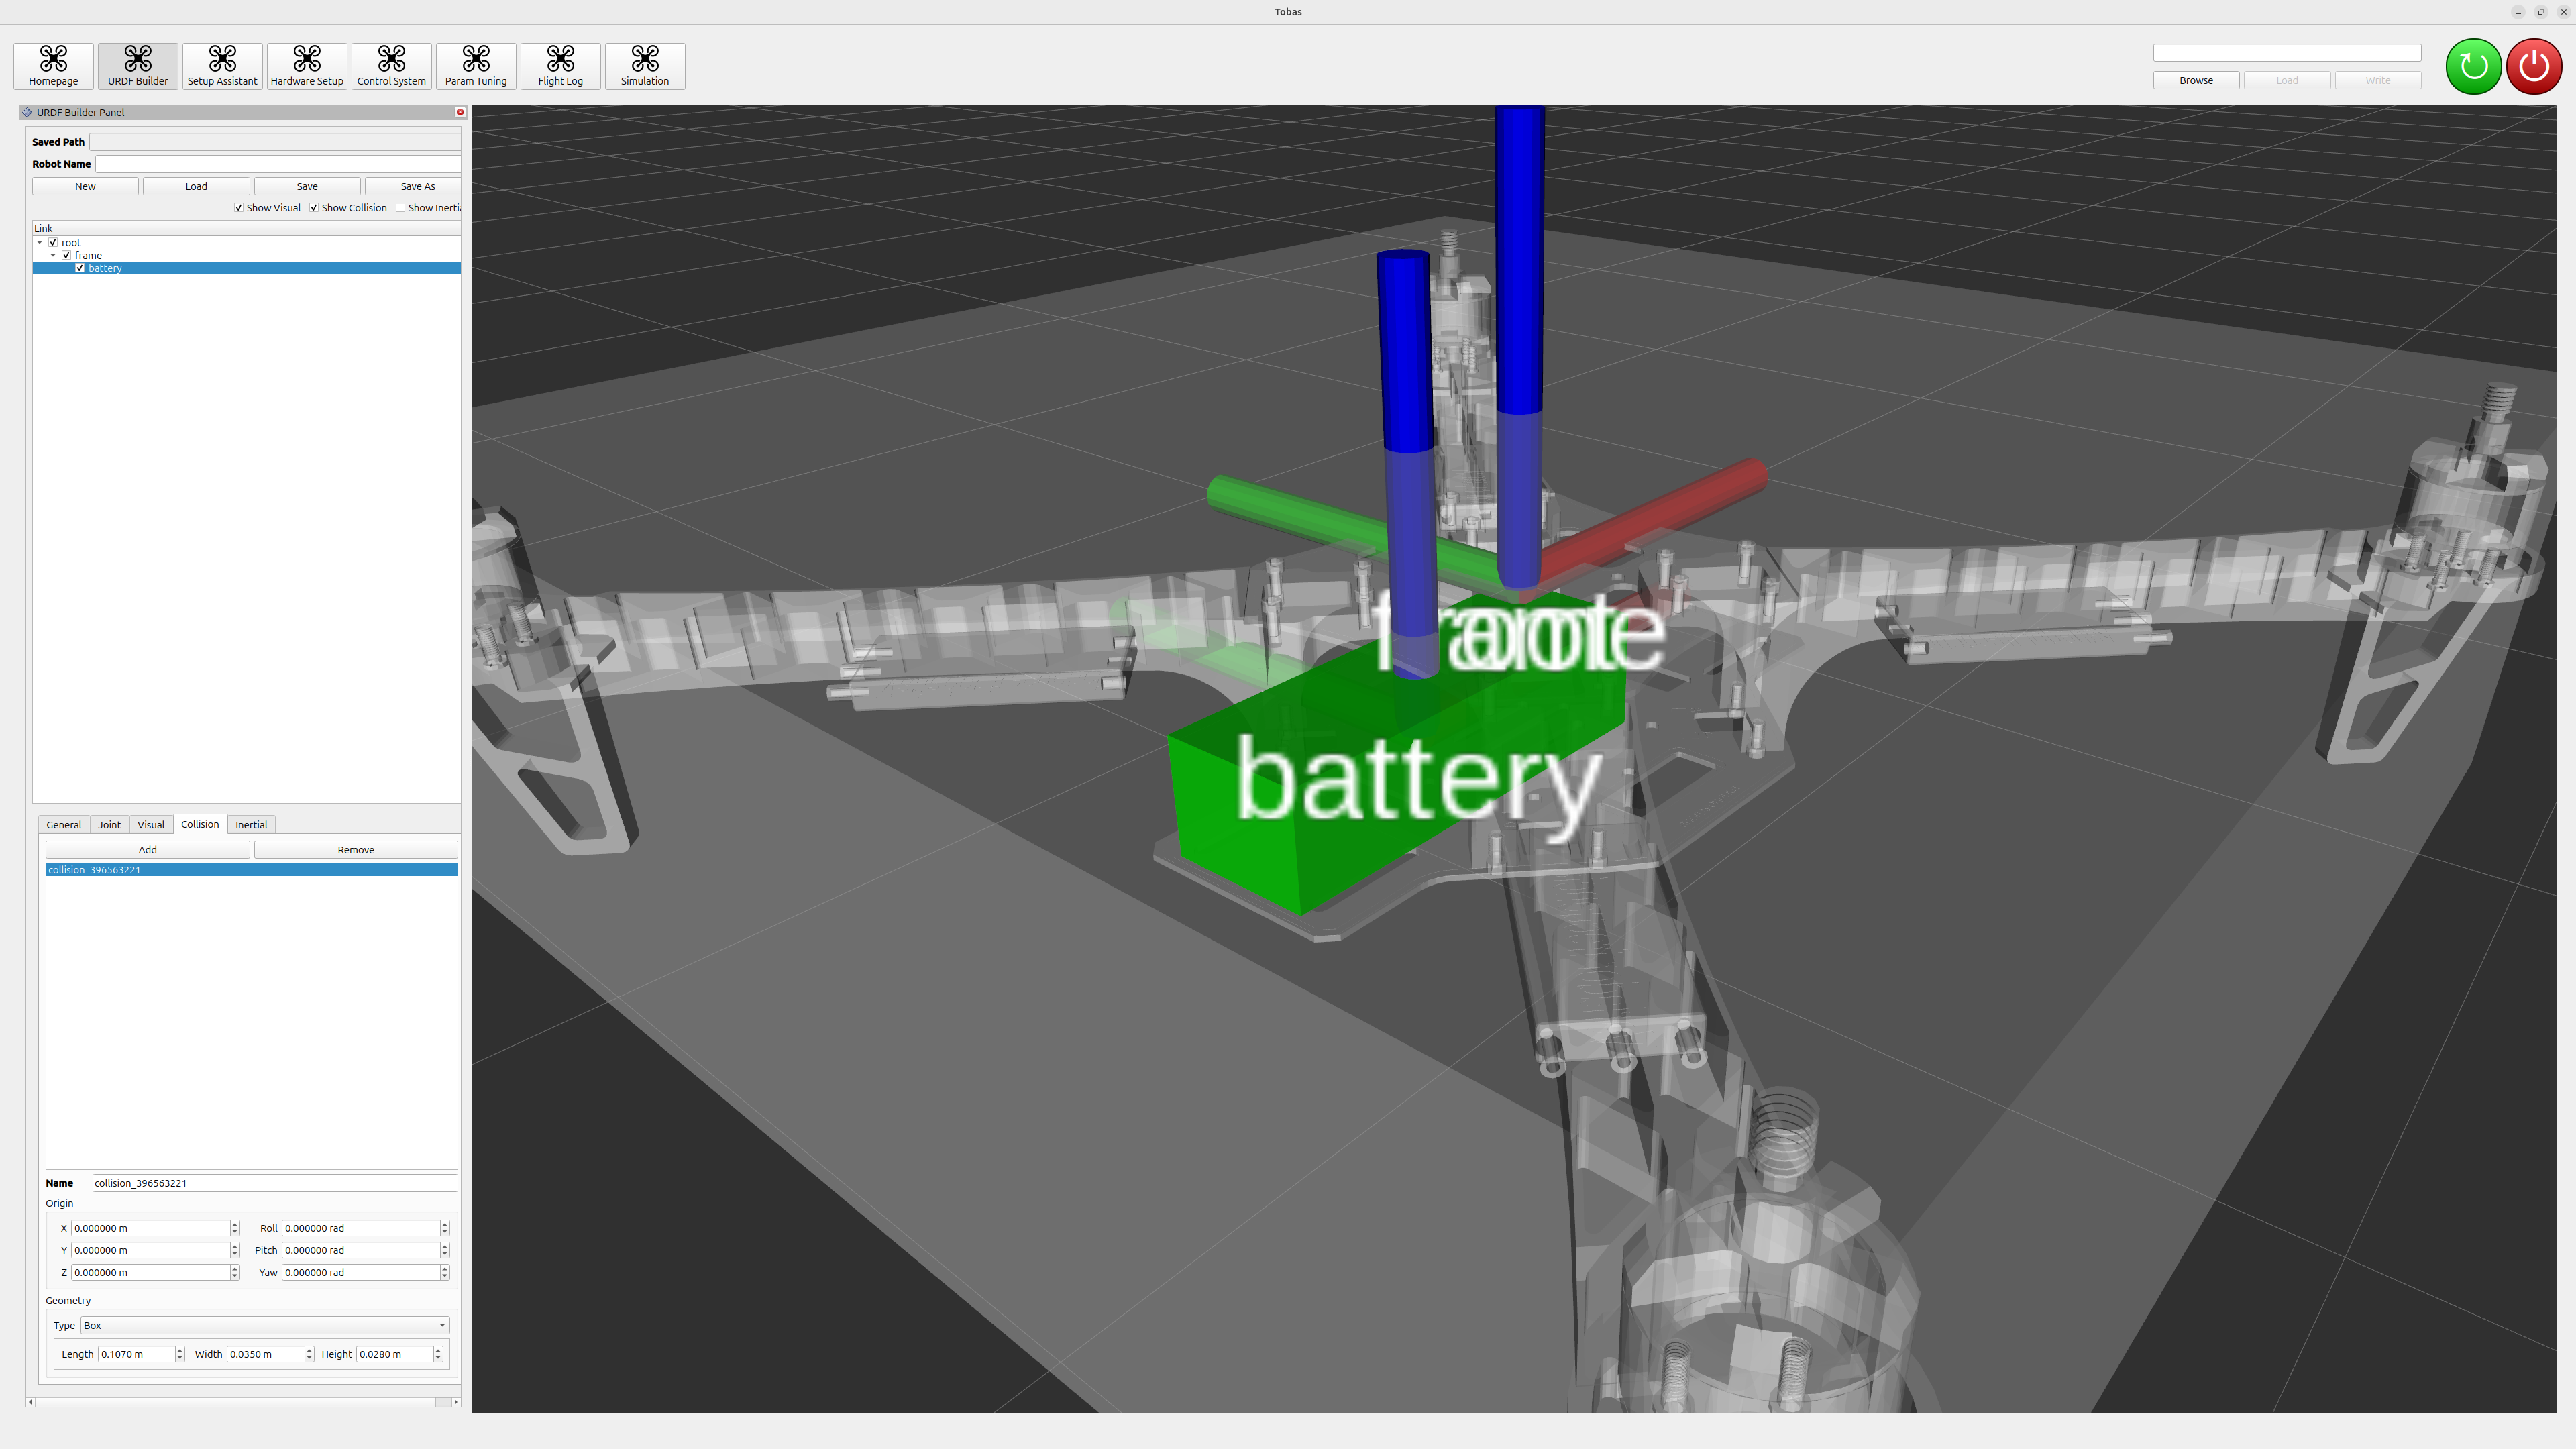 Tobas
Homepage
URDF Builder
Setup Assistant
Hardware Setup
Control System
Param Tuning
Flight Log
Simulation
Browse
Load
Write
URDF Builder Panel
Saved Path
Robot Name
New
Load
Save
Save As
Show Visual
Show Collision
Show Inertia
Link
root
frame
battery
General
Joint
Visual
Collision
Inertial
Add
Remove
collision_396563221
Name collision_396563221
Origin
X 0.000000 m Roll 0.000000 rad
Y 0.000000 m Pitch 0.000000 rad
Z 0.000000 m Yaw 0.000000 rad
Geometry
Type Box
Length 0.1070 m Width 0.0350 m Height 0.0280 m
battery